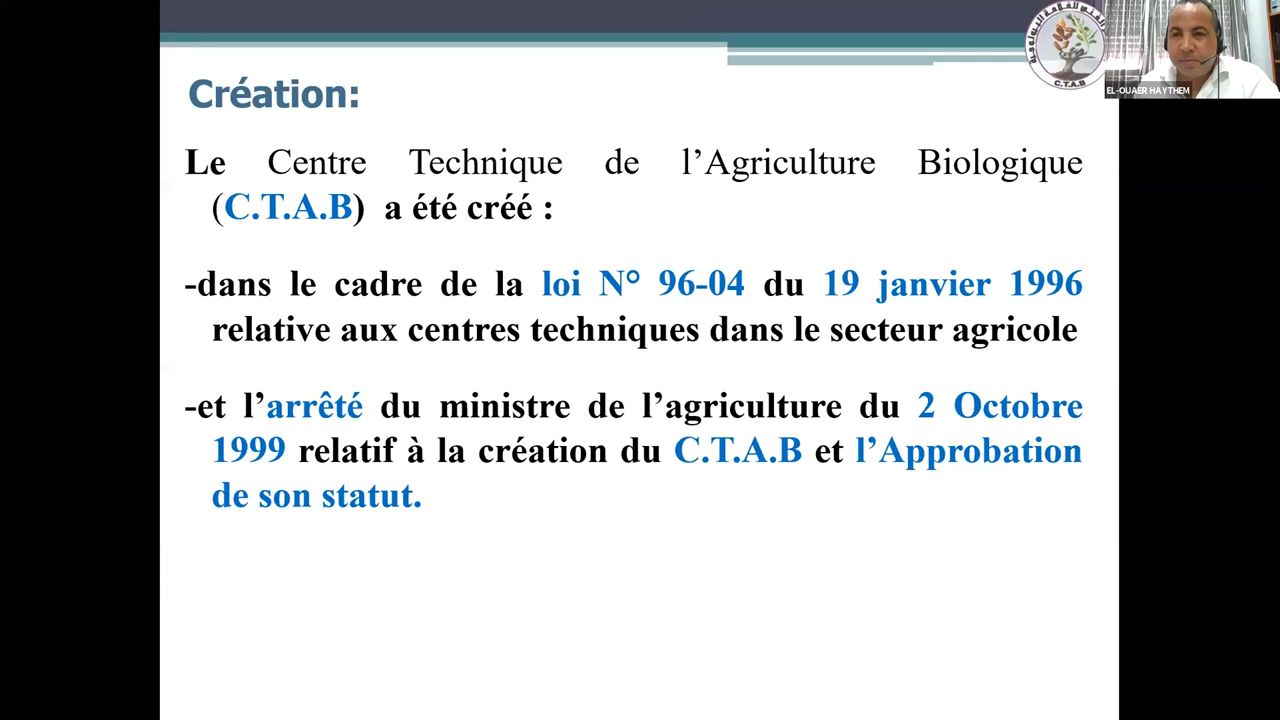 C.T.A.B
EL-OUAER HAYTHEM
Création:
Le Centre Technique de l’Agriculture Biologique
(C.T.A.B) a été créé :
-dans le cadre de la loi N° 96-04 du 19 janvier 1996
relative aux centres techniques dans le secteur agricole
-et l’arrêté du ministre de l’agriculture du 2 Octobre
1999 relatif à la création du C.T.A.B et l’Approbation
de son statut.